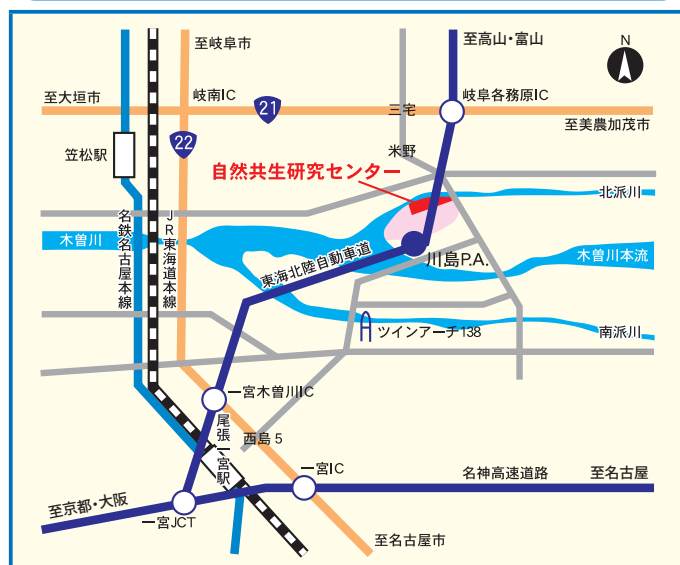 至岐阜市
至高山・富山
N
至大垣市
岐南IC
21
三宅
岐阜各務原IC
至美濃加茂市
22
笠松駅
米野
自然共生研究センター
北派川
木曽川
名鉄名古屋本線
JR東海道本線
東海北陸自動車道
川島P.A.
木曽川本流
ツインアーチ138
南派川
一宮木曽川IC
尾張一宮駅
西島5
一宮IC
名神高速道路
至名古屋
至京都・大阪
一宮JCT
至名古屋市